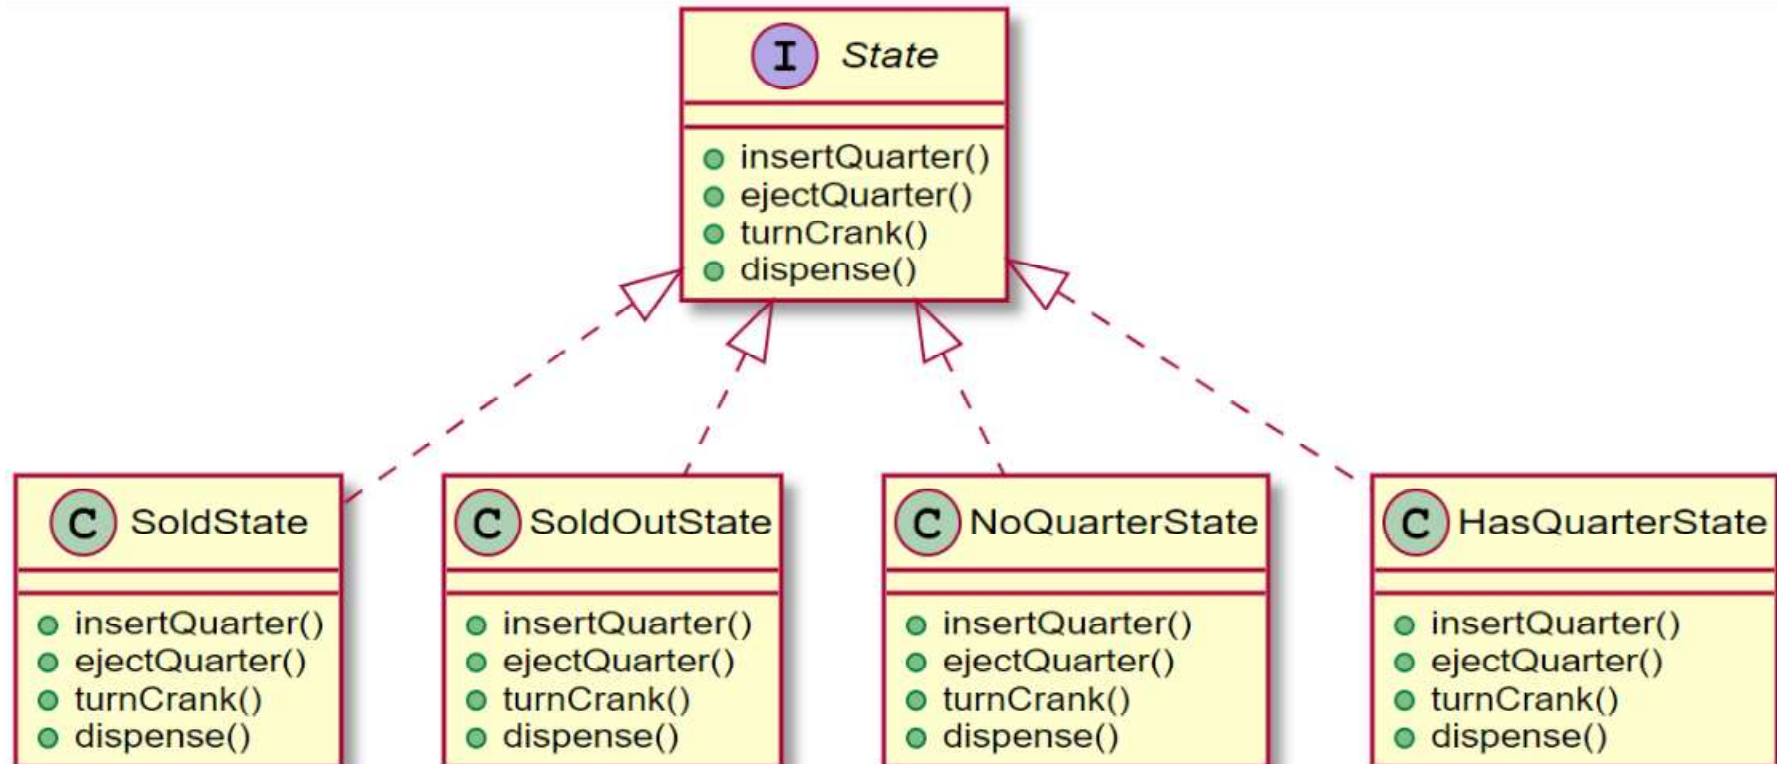 I State
insertQuarter()
ejectQuarter()
turnCrank()
dispense()
C SoldState
insertQuarter()
ejectQuarter()
turnCrank()
dispense()
C SoldOutState
insertQuarter()
ejectQuarter()
turnCrank()
dispense()
C NoQuarterState
insertQuarter()
ejectQuarter()
turnCrank()
dispense()
C HasQuarterState
insertQuarter()
ejectQuarter()
turnCrank()
dispense()